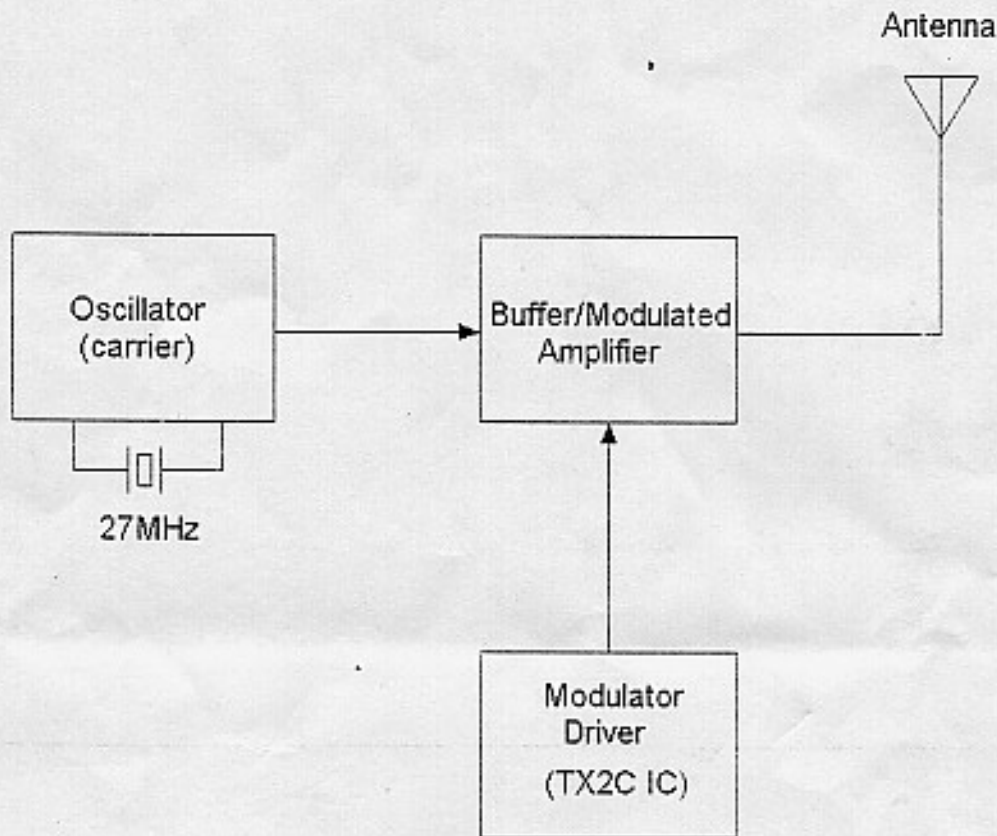 Antenna
Oscillator
(carrier)
Buffer/Modulated
Amplifier
27MHz
Modulator
Driver
(TX2C IC)